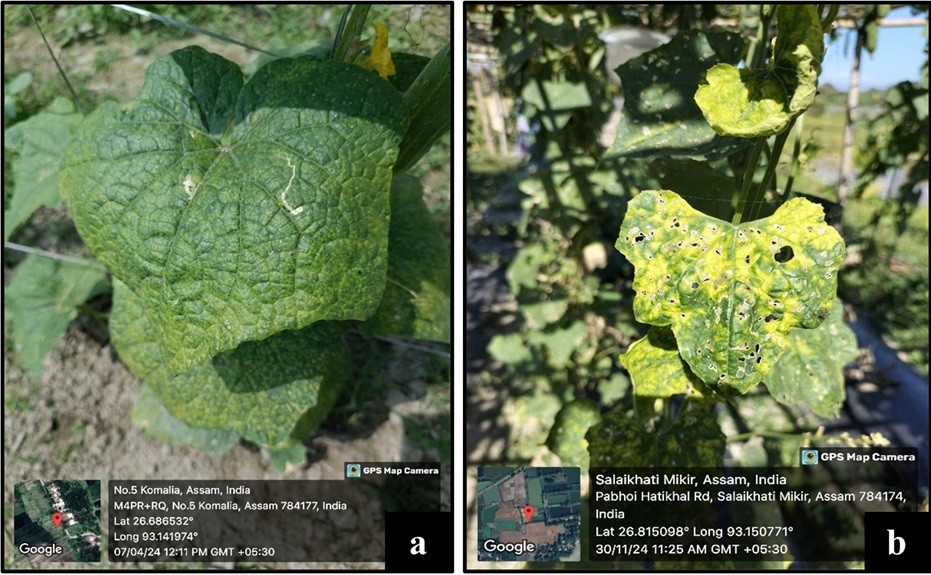 GPS Map Camera
No.5 Komalia, Assam, India
M4PR+RQ, No.5 Komalia, Assam 784177, India
Lat 26.686532°
Long 93.141974°
07/04/24 12:11 PM GMT +05:30
Google
a
GPS Map Camera
Salaikhati Mikir, Assam, India
Pabhoi Hatikhal Rd, Salaikhati Mikir, Assam 784174,
India
Lat 26.815098° Long 93.150771°
30/11/24 11:25 AM GMT +05:30
Google
b